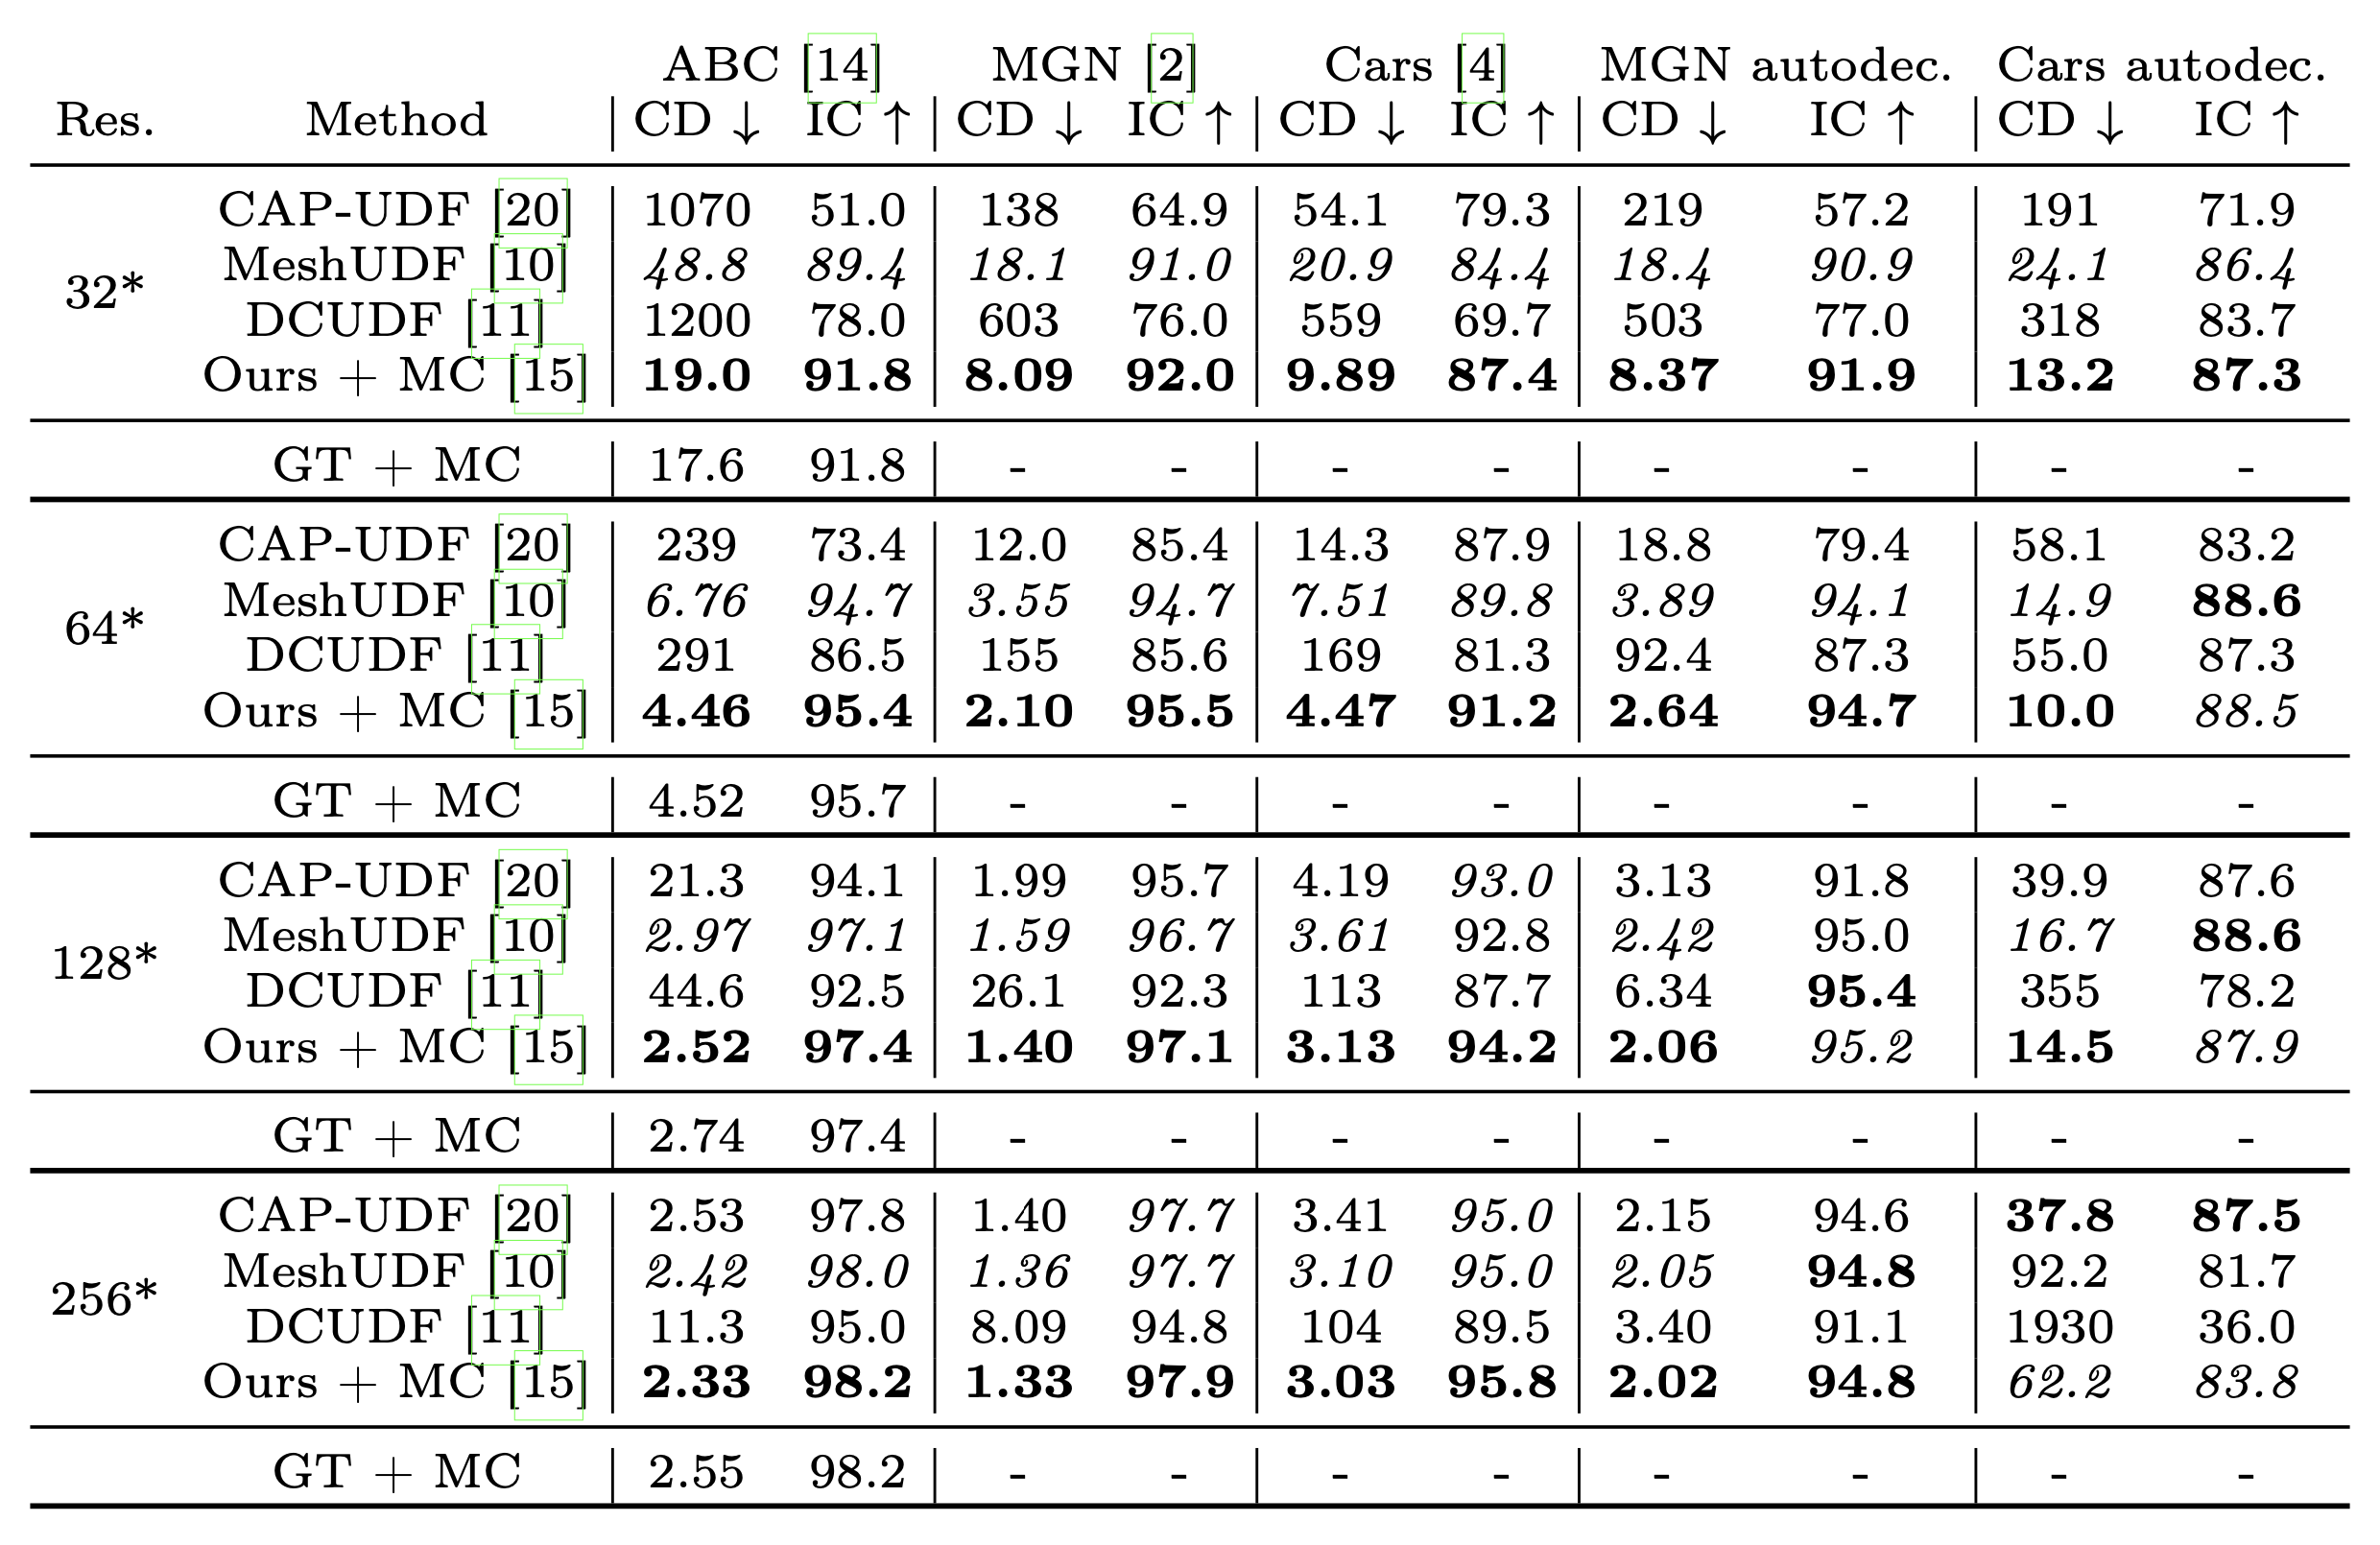 ABC [14] MGN [2] Cars [4] MGN autodec. Cars autodec.
Res. Method CD ↓ IC ↑ CD ↓ IC ↑ CD ↓ IC ↑ CD ↓ IC ↑ CD ↓ IC ↑
CAP-UDF [20] 1070 51.0 138 64.9 54.1 79.3 219 57.2 191 71.9
MeshUDF [10] 48.8 89.4 18.1 91.0 20.9 84.4 18.4 90.9 24.1 86.4
32*
DCUDF [11] 1200 78.0 603 76.0 559 69.7 503 77.0 318 83.7
Ours + MC [15] 19.0 91.8 8.09 92.0 9.89 87.4 8.37 91.9 13.2 87.3
GT + MC 17.6 91.8 - - - - - - - -
CAP-UDF [20] 239 73.4 12.0 85.4 14.3 87.9 18.8 79.4 58.1 83.2
MeshUDF [10] 6.76 94.7 3.55 94.7 7.51 89.8 3.89 94.1 14.9 88.6
64*
DCUDF [11] 291 86.5 155 85.6 169 81.3 92.4 87.3 55.0 87.3
Ours + MC [15] 4.46 95.4 2.10 95.5 4.47 91.2 2.64 94.7 10.0 88.5
GT + MC 4.52 95.7 - - - - - - - -
CAP-UDF [20] 21.3 94.1 1.99 95.7 4.19 93.0 3.13 91.8 39.9 87.6
MeshUDF [10] 2.97 97.1 1.59 96.7 3.61 92.8 2.42 95.0 16.7 88.6
128*
DCUDF [11] 44.6 92.5 26.1 92.3 113 87.7 6.34 95.4 355 78.2
Ours + MC [15] 2.52 97.4 1.40 97.1 3.13 94.2 2.06 95.2 14.5 87.9
GT + MC 2.74 97.4 - - - - - - - -
CAP-UDF [20] 2.53 97.8 1.40 97.7 3.41 95.0 2.15 94.6 37.8 87.5
MeshUDF [10] 2.42 98.0 1.36 97.7 3.10 95.0 2.05 94.8 92.2 81.7
256*
DCUDF [11] 11.3 95.0 8.09 94.8 104 89.5 3.40 91.1 1930 36.0
Ours + MC [15] 2.33 98.2 1.33 97.9 3.03 95.8 2.02 94.8 62.2 83.8
GT + MC 2.55 98.2 - - - - - - - -